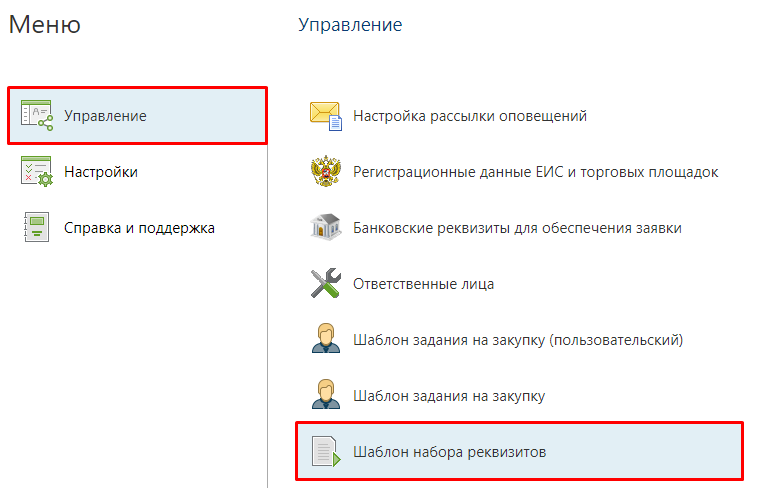 Меню
Управление
Настройки
Справка и поддержка
Управление
Настройка рассылки оповещений
Регистрационные данные ЕИС и торговых площадок
Банковские реквизиты для обеспечения заявки
Ответственные лица
Шаблон задания на закупку (пользовательский)
Шаблон задания на закупку
Шаблон набора реквизитов